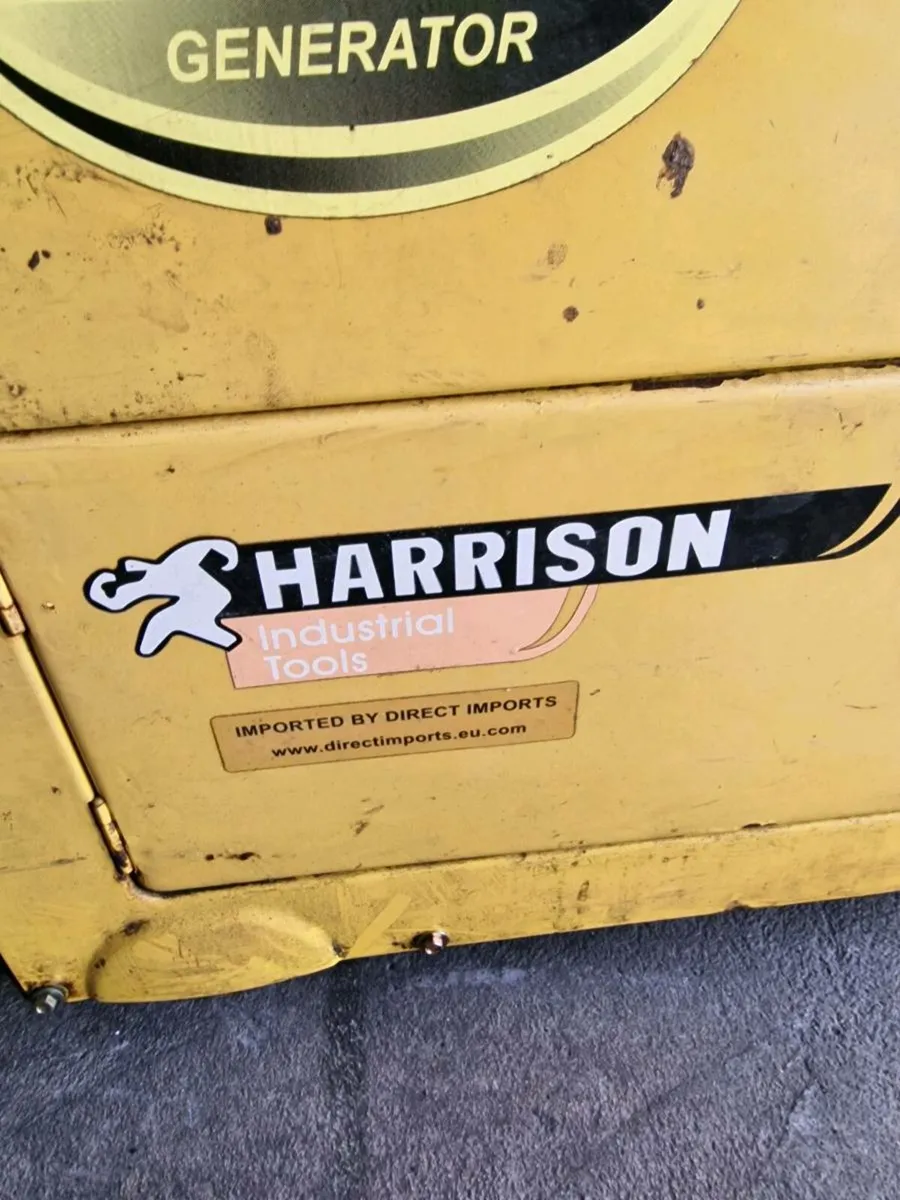 GENERATOR
HARRISON
Industrial
Tools
IMPORTED BY DIRECT IMPORTS
www.directimports.eu.com